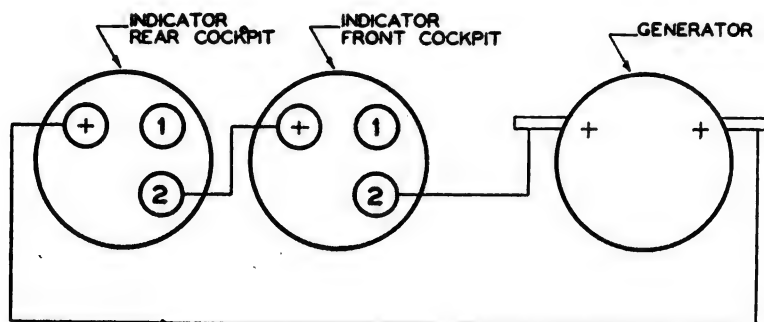 INDICATOR
REAR COCKPIT
INDICATOR
FRONT COCKPIT
GENERATOR
+ 1
2
+ 1
2
+ +